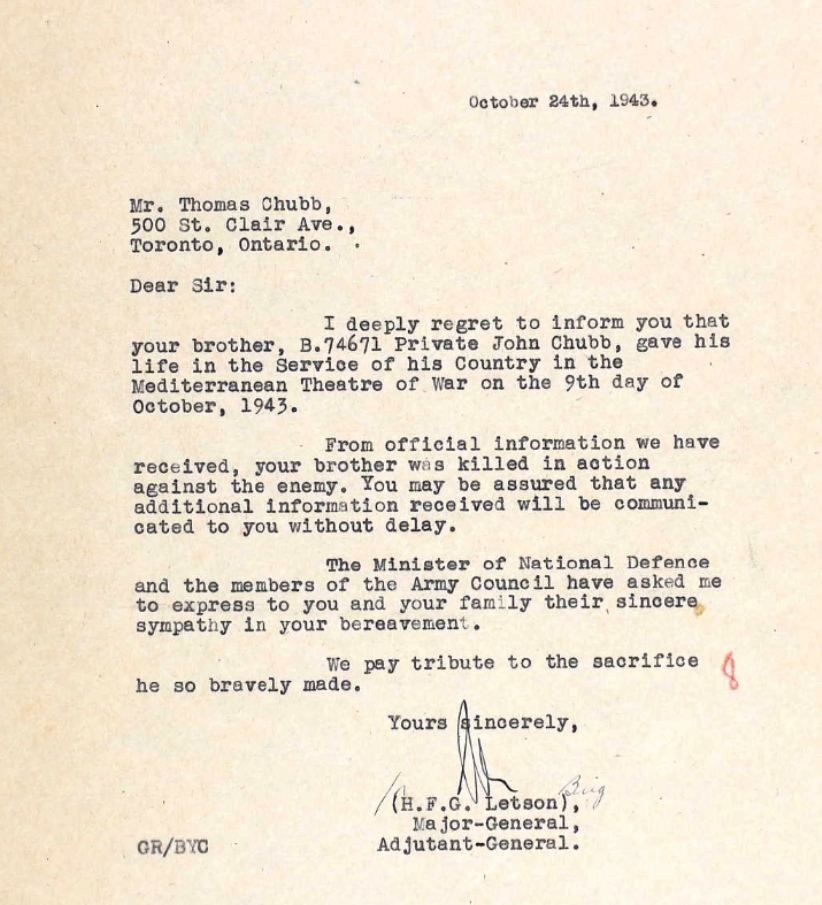 October 24th, 1943.
Mr. Thomas Chubb,
500 St. Clair Ave.,
Toronto, Ontario.
Dear Sir:
I deeply regret to inform you that
your brother, B.74671 Private John Chubb, gave his
life in the Service of his Country in the
Mediterranean Theatre of War on the 9th day of
October, 1943.
From official information we have
received, your brother was killed in action
against the enemy. You may be assured that any
additional information received will be communi-
cated to you without delay.
The Minister of National Defence
and the members of the Army Council have asked me
to express to you and your family their sincere
sympathy in your bereavement.
We pay tribute to the sacrifice
he so bravely made.
8
Yours sincerely,
(H.F.G. Letson),
Major-General,
Adjutant-General.
GR/BYC